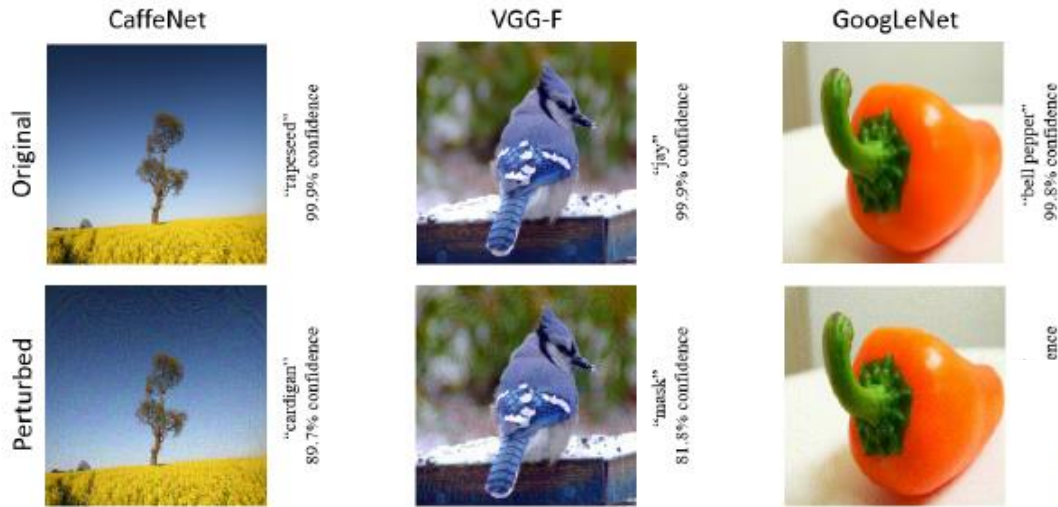 CaffeNet
VGG-F
GoogLeNet
Original
"rapeseed"
99.9% confidence
"jay"
99.9% confidence
"bell pepper"
99.8% confidence
Perturbed
"cardigan"
89.7% confidence
"mask"
81.8% confidence
ence